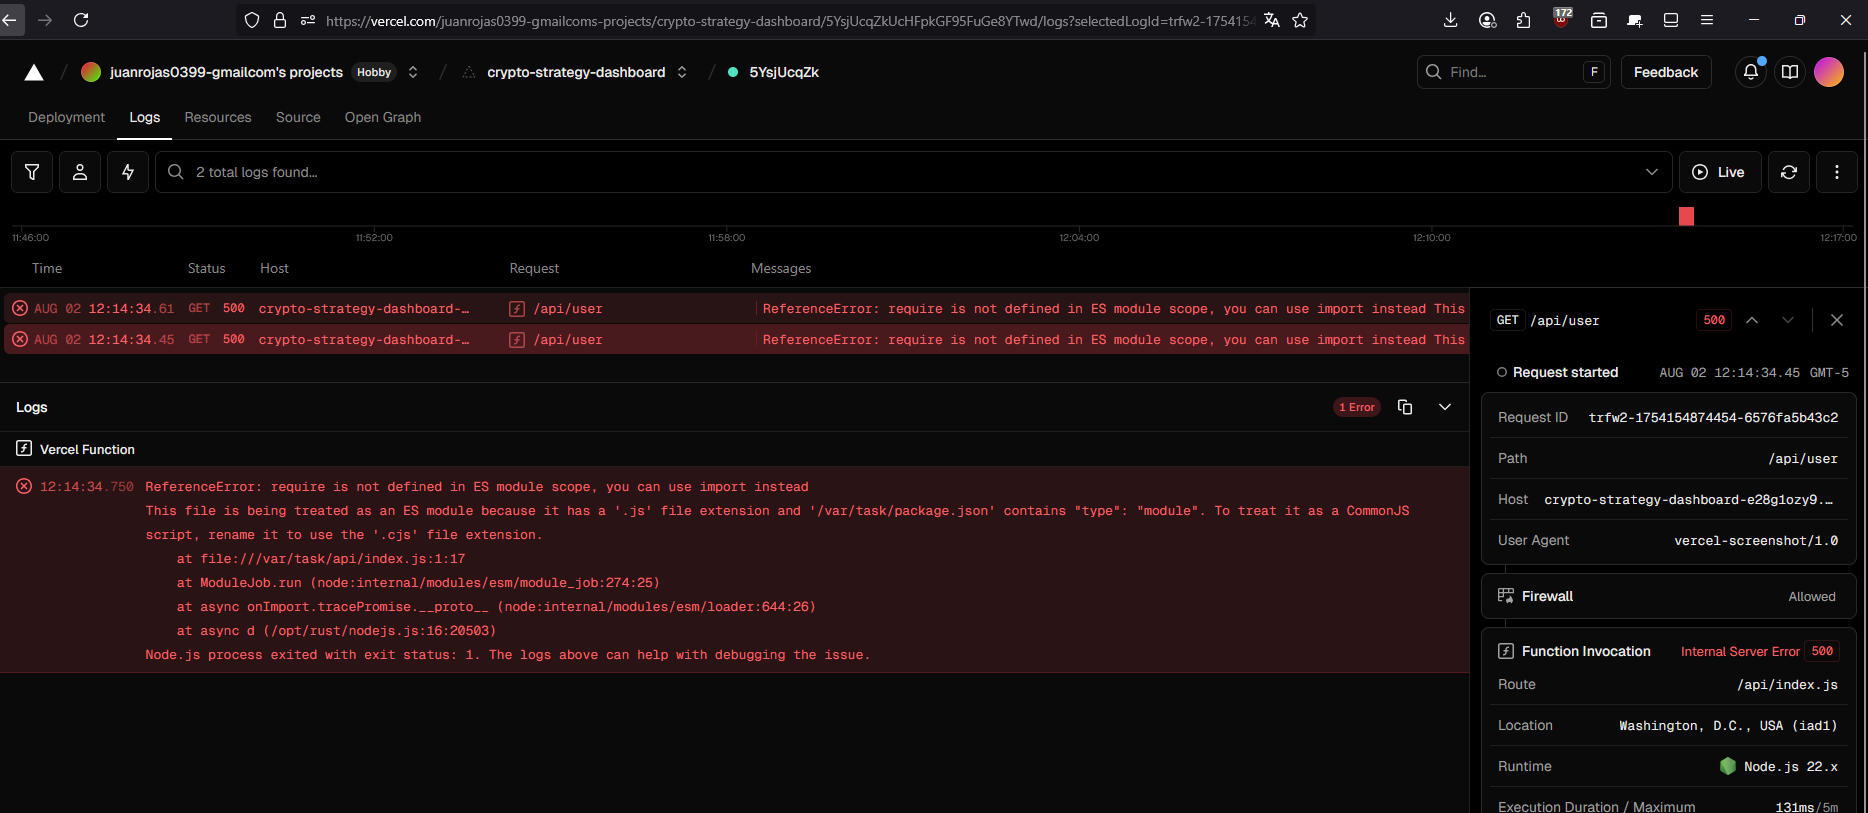 https://vercel.com/juanrojas0399-gmailcoms-projects/crypto-strategy-dashboard/5YsjUcqZkUcHFpkGF95FuGe8YTwd/logs?selectedLogId=trfw2-1754154
172
juanrojas0399-gmailcom's projects Hobby / crypto-strategy-dashboard / 5YsjUcqZk
Find… F
Feedback
Deployment Logs Resources Source Open Graph
2 total logs found…
Live
11:46:00 11:52:00 11:58:00 12:04:00 12:10:00 12:17:00
Time Status Host Request Messages
AUG 02 12:14:34.61 GET 500 crypto-strategy-dashboard-… /api/user ReferenceError: require is not defined in ES module scope, you can use import instead This
AUG 02 12:14:34.45 GET 500 crypto-strategy-dashboard-… /api/user ReferenceError: require is not defined in ES module scope, you can use import instead This
Logs
1 Error
Vercel Function
12:14:34.750 ReferenceError: require is not defined in ES module scope, you can use import instead
This file is being treated as an ES module because it has a '.js' file extension and '/var/task/package.json' contains "type": "module". To treat it as a CommonJS
script, rename it to use the '.cjs' file extension.
at file:///var/task/api/index.js:1:17
at ModuleJob.run (node:internal/modules/esm/module_job:274:25)
at async onImport.tracePromise.__proto__ (node:internal/modules/esm/loader:644:26)
at async d (/opt/rust/nodejs.js:16:20503)
Node.js process exited with exit status: 1. The logs above can help with debugging the issue.
GET /api/user 500
Request started AUG 02 12:14:34.45 GMT-5
Request ID trfw2-1754154874454-6576fa5b43c2
Path /api/user
Host crypto-strategy-dashboard-e28g1ozy9.…
User Agent vercel-screenshot/1.0
Firewall Allowed
Function Invocation Internal Server Error 500
Route /api/index.js
Location Washington, D.C., USA (iad1)
Runtime Node.js 22.x
Execution Duration / Maximum 131ms/5m